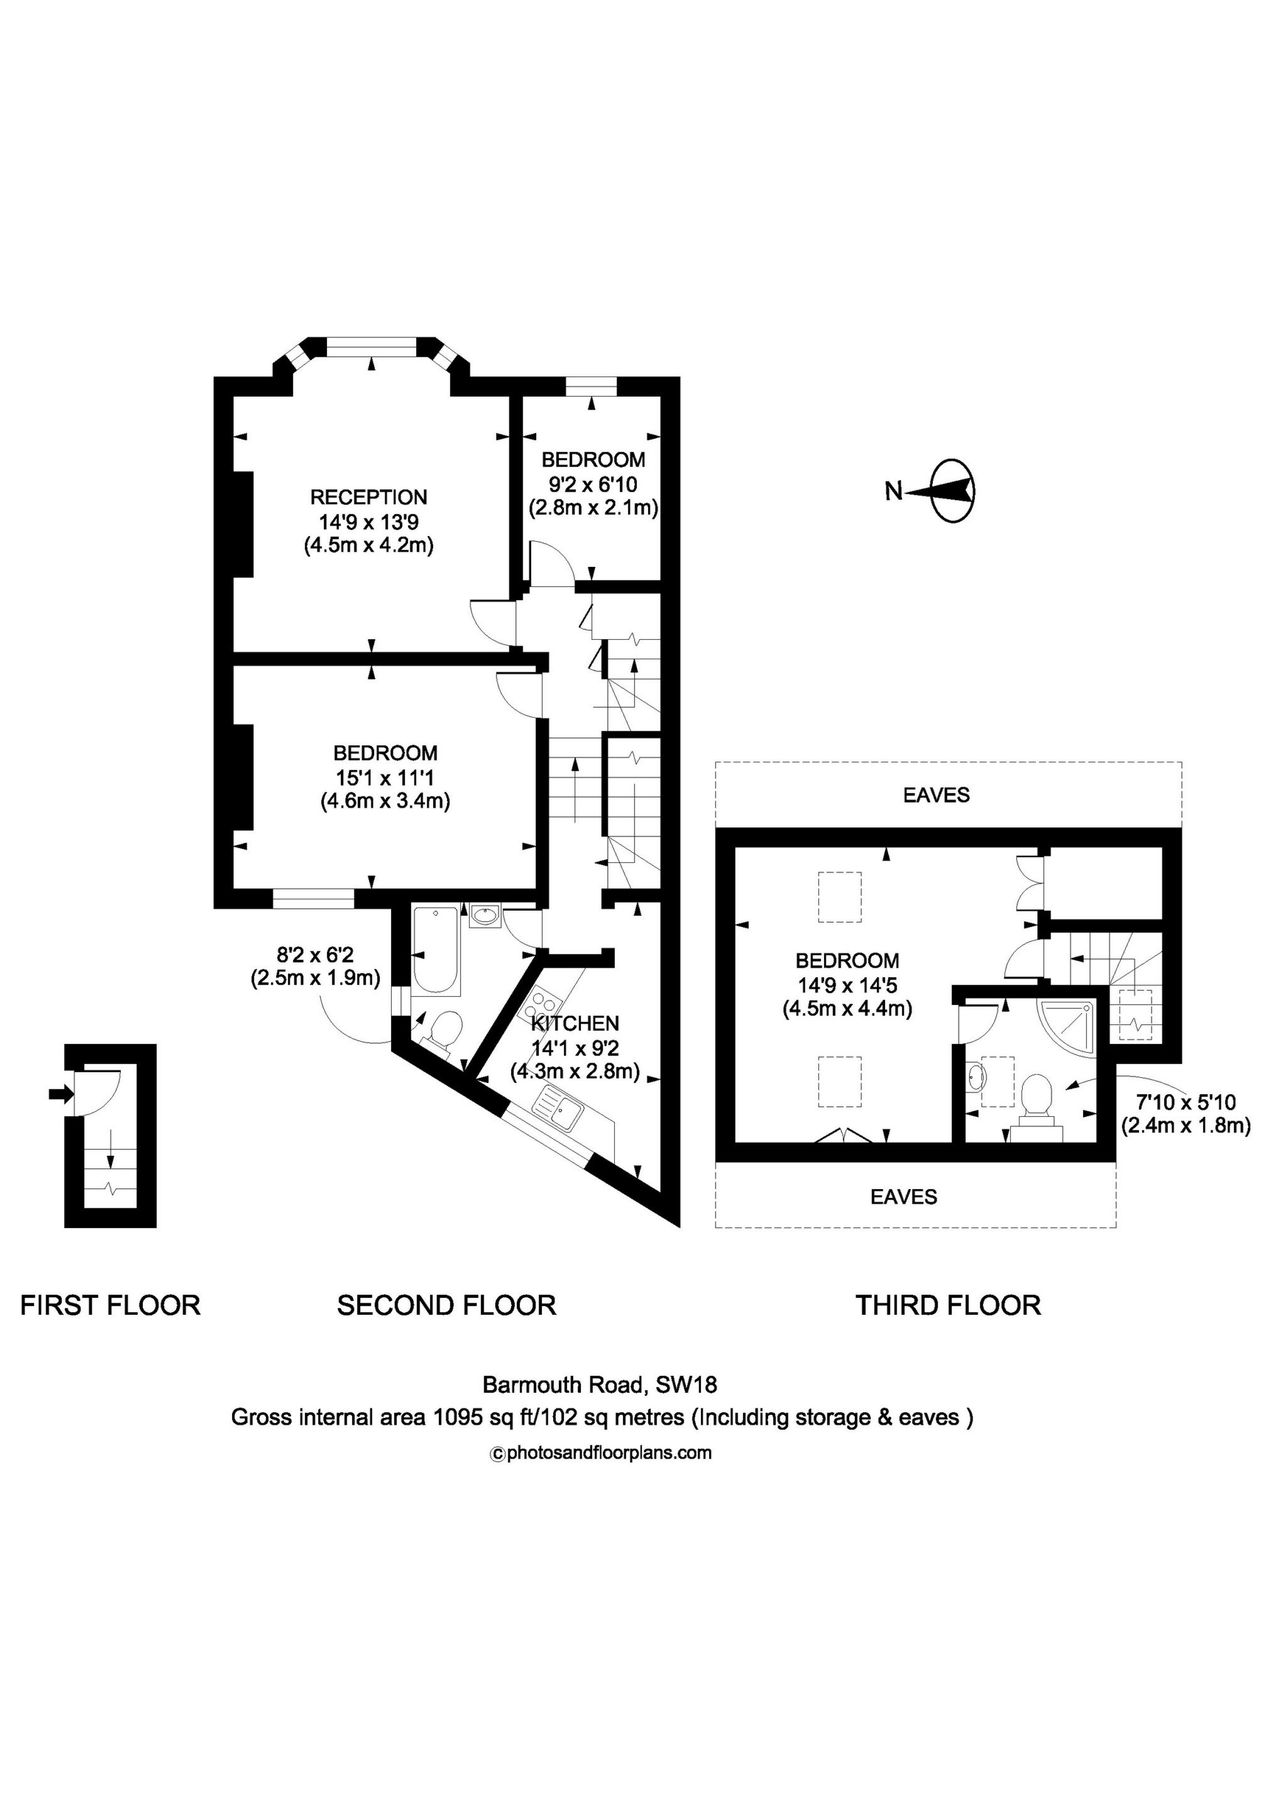 RECEPTION
14'9 x 13'9
(4.5m x 4.2m)
BEDROOM
9'2 x 6'10
(2.8m x 2.1m)
N
BEDROOM
15'1 x 11'1
(4.6m x 3.4m)
EAVES
8'2 x 6'2
(2.5m x 1.9m)
KITCHEN
14'1 x 9'2
(4.3m x 2.8m)
BEDROOM
14'9 x 14'5
(4.5m x 4.4m)
7'10 x 5'10
(2.4m x 1.8m)
EAVES
FIRST FLOOR
SECOND FLOOR
THIRD FLOOR
Barmouth Road, SW18
Gross internal area 1095 sq ft/102 sq metres (Including storage & eaves )
©photosandfloorplans.com